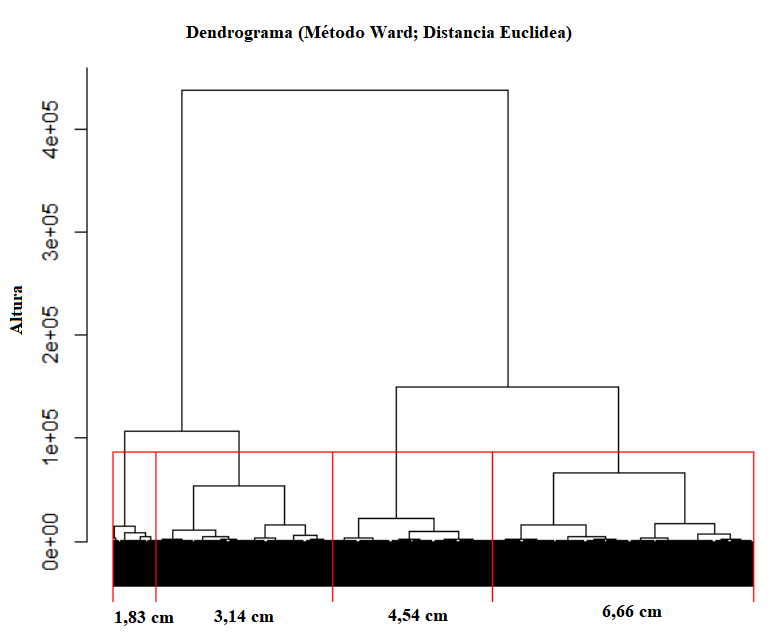 Dendrograma (Método Ward; Distancia Euclidea)
Altura
4e+05
3e+05
2e+05
1e+05
0e+00
1,83 cm
3,14 cm
4,54 cm
6,66 cm